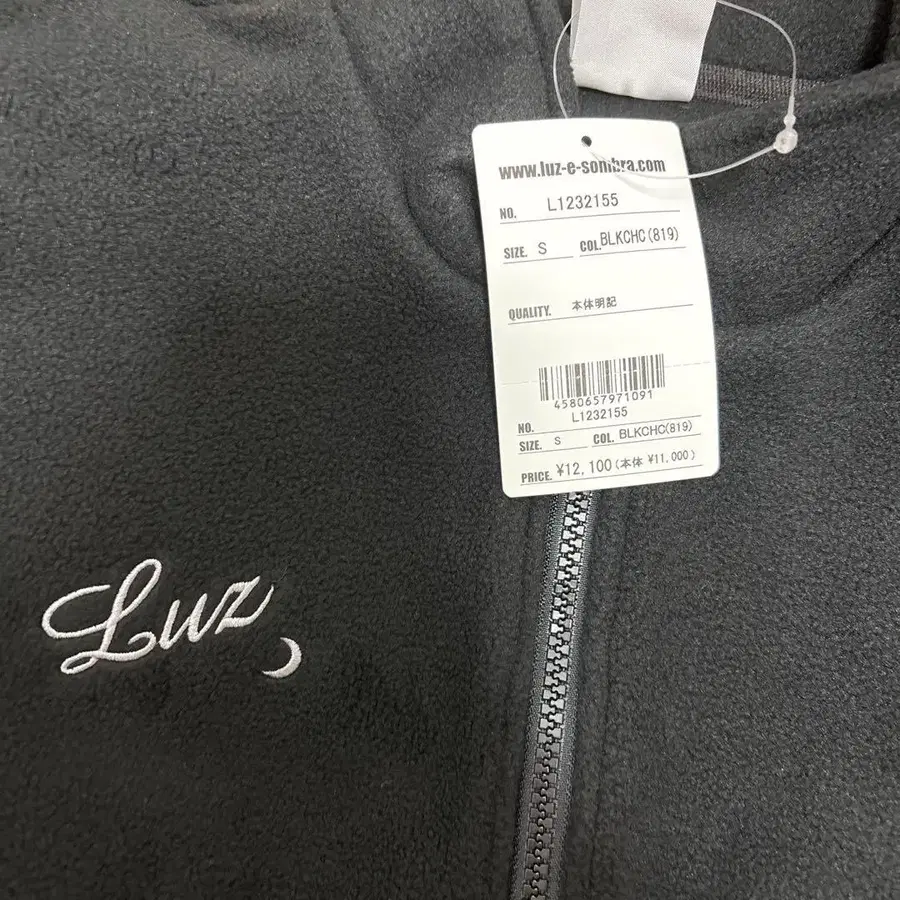 www.luz-e-sombra.com
NO. L1232155
SIZE. S COL. BLKCHC(819)
QUALITY. 本体明記
4580657971091
NO. L1232155
SIZE. S COL. BLKCHC(819)
PRICE. ¥12,100(本体 ¥11,000)
Luz